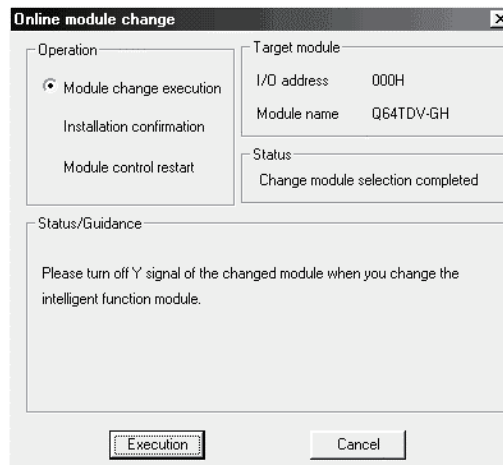 Online module change
Operation
Module change execution
Installation confirmation
Module control restart
Target module
I/O address 000H
Module name Q64TDV-GH
Status
Change module selection completed
Status/Guidance
Please turn off Y signal of the changed module when you change the
intelligent function module.
Execution
Cancel